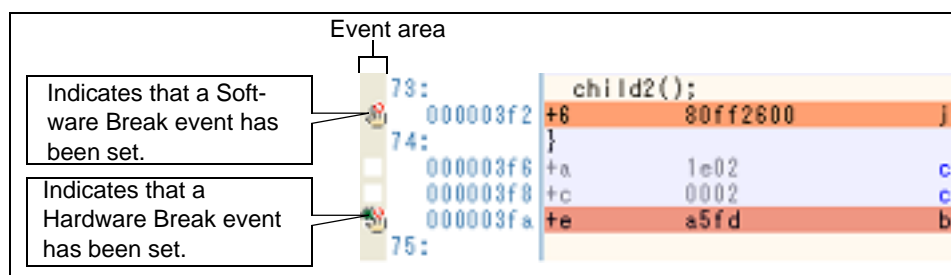 Event area
Indicates that a Soft-
ware Break event has
been set.
Indicates that a
Hardware Break event
has been set.
73: child2();
000003f2 +6 80ff2600 j
74: }
000003f6 +a 1e02 c
000003f8 +c 0002 c
000003fa +e a5fd b
75: